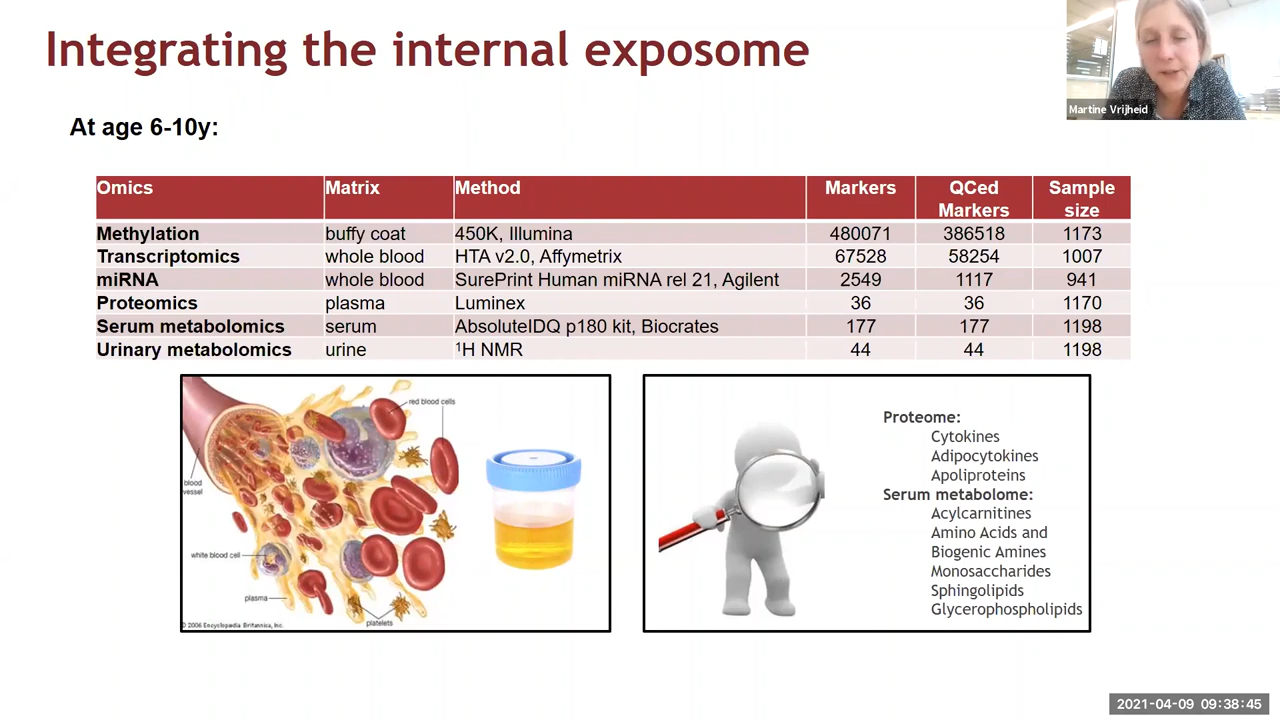 Integrating the internal exposome
Martine Vrijheid
At age 6-10y:
Omics Matrix Method Markers QCed Markers Sample size
Methylation buffy coat 450K, Illumina 480071 386518 1173
Transcriptomics whole blood HTA v2.0, Affymetrix 67528 58254 1007
miRNA whole blood SurePrint Human miRNA rel 21, Agilent 2549 1117 941
Proteomics plasma Luminex 36 36 1170
Serum metabolomics serum AbsoluteIDQ p180 kit, Biocrates 177 177 1198
Urinary metabolomics urine ¹H NMR 44 44 1198
red blood cells
blood
vessel
white blood cell
plasma
platelets
© 2006 Encyclopædia Britannica, Inc.
Proteome:
Cytokines
Adipocytokines
Apoliproteins
Serum metabolome:
Acylcarnitines
Amino Acids and
Biogenic Amines
Monosaccharides
Sphingolipids
Glycerophospholipids
2021-04-09 09:38:45